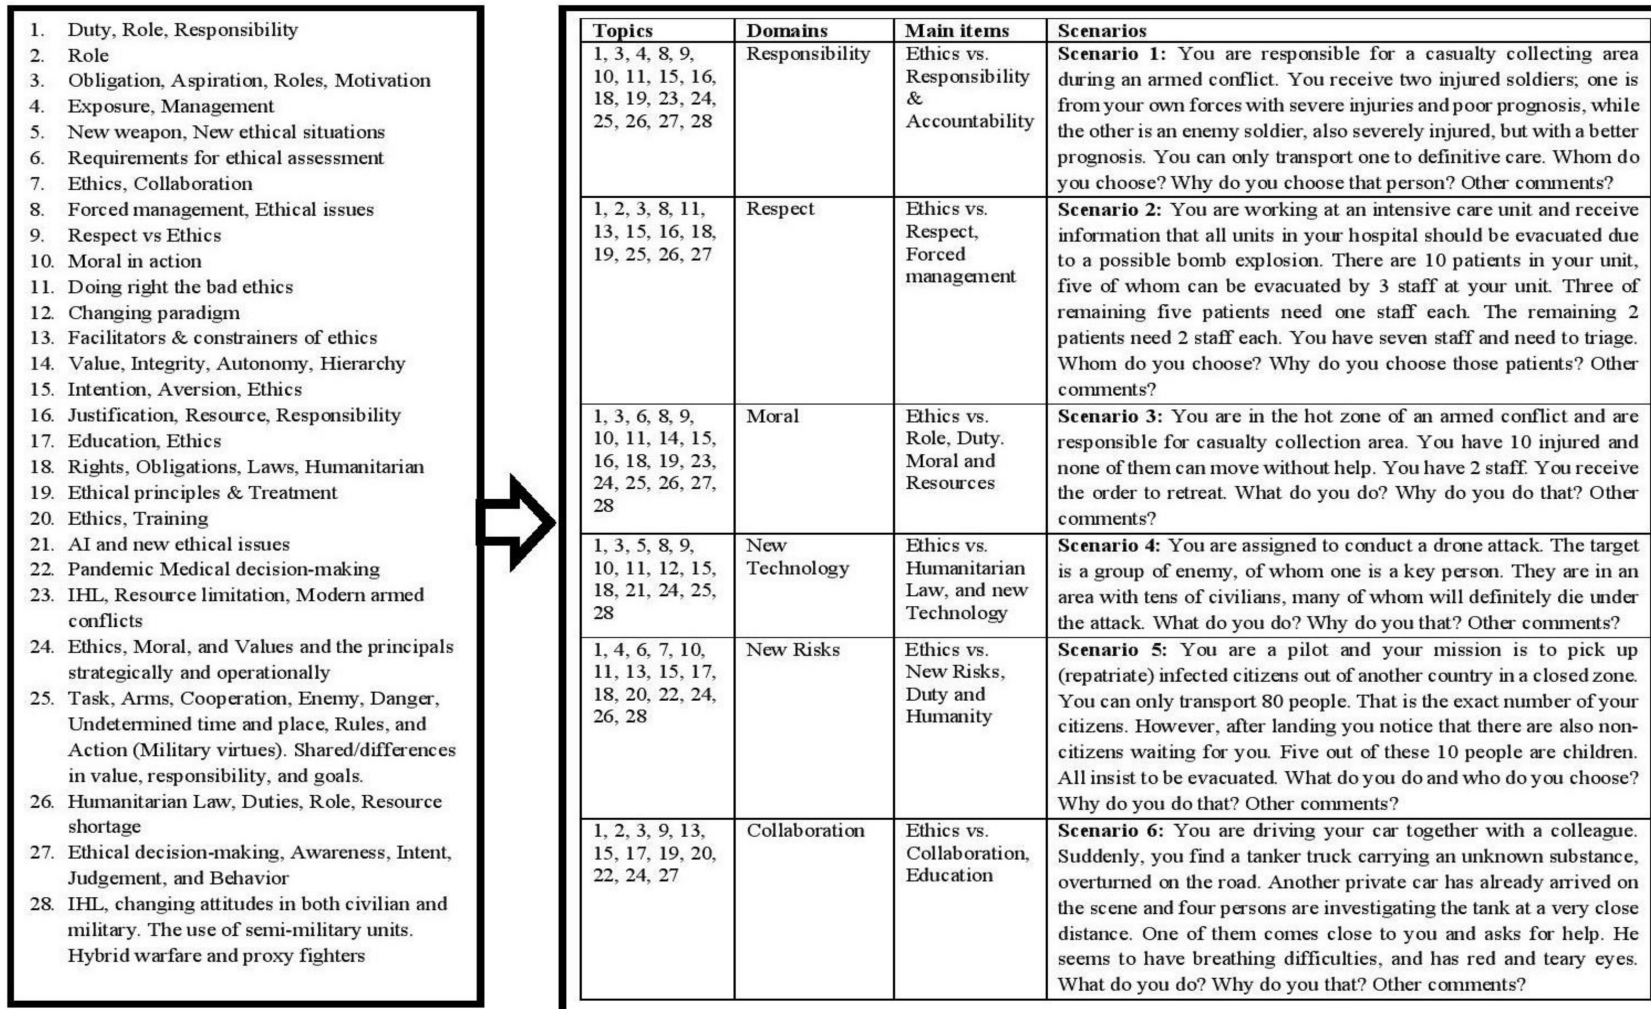 1. Duty, Role, Responsibility
2. Role
3. Obligation, Aspiration, Roles, Motivation
4. Exposure, Management
5. New weapon, New ethical situations
6. Requirements for ethical assessment
7. Ethics, Collaboration
8. Forced management, Ethical issues
9. Respect vs Ethics
10. Moral in action
11. Doing right the bad ethics
12. Changing paradigm
13. Facilitators & constrainers of ethics
14. Value, Integrity, Autonomy, Hierarchy
15. Intention, Aversion, Ethics
16. Justification, Resource, Responsibility
17. Education, Ethics
18. Rights, Obligations, Laws, Humanitarian
19. Ethical principles & Treatment
20. Ethics, Training
21. AI and new ethical issues
22. Pandemic Medical decision-making
23. IHL, Resource limitation, Modern armed
conflicts
24. Ethics, Moral, and Values and the principals
strategically and operationally
25. Task, Arms, Cooperation, Enemy, Danger,
Undetermined time and place, Rules, and
Action (Military virtues). Shared/differences
in value, responsibility, and goals.
26. Humanitarian Law, Duties, Role, Resource
shortage
27. Ethical decision-making, Awareness, Intent,
Judgement, and Behavior
28. IHL, changing attitudes in both civilian and
military. The use of semi-military units.
Hybrid warfare and proxy fighters
Topics Domains Main items Scenarios
1, 3, 4, 8, 9,
10, 11, 15, 16,
18, 19, 23, 24,
25, 26, 27, 28
Responsibility
Ethics vs.
Responsibility
&
Accountability
Scenario 1: You are responsible for a casualty collecting area
during an armed conflict. You receive two injured soldiers; one is
from your own forces with severe injuries and poor prognosis, while
the other is an enemy soldier, also severely injured, but with a better
prognosis. You can only transport one to definitive care. Whom do
you choose? Why do you choose that person? Other comments?
1, 2, 3, 8, 11,
13, 15, 16, 18,
19, 25, 26, 27
Respect
Ethics vs.
Respect,
Forced
management
Scenario 2: You are working at an intensive care unit and receive
information that all units in your hospital should be evacuated due
to a possible bomb explosion. There are 10 patients in your unit,
five of whom can be evacuated by 3 staff at your unit. Three of
remaining five patients need one staff each. The remaining 2
patients need 2 staff each. You have seven staff and need to triage.
Whom do you choose? Why do you choose those patients? Other
comments?
1, 3, 6, 8, 9,
10, 11, 14, 15,
16, 18, 19, 23,
24, 25, 26, 27,
28
Moral
Ethics vs.
Role, Duty.
Moral and
Resources
Scenario 3: You are in the hot zone of an armed conflict and are
responsible for casualty collection area. You have 10 injured and
none of them can move without help. You have 2 staff. You receive
the order to retreat. What do you do? Why do you do that? Other
comments?
1, 3, 5, 8, 9,
10, 11, 12, 15,
18, 21, 24, 25,
28
New
Technology
Ethics vs.
Humanitarian
Law, and new
Technology
Scenario 4: You are assigned to conduct a drone attack. The target
is a group of enemy, of whom one is a key person. They are in an
area with tens of civilians, many of whom will definitely die under
the attack. What do you do? Why do you that? Other comments?
1, 4, 6, 7, 10,
11, 13, 15, 17,
18, 20, 22, 24,
26, 28
New Risks
Ethics vs.
New Risks,
Duty and
Humanity
Scenario 5: You are a pilot and your mission is to pick up
(repatriate) infected citizens out of another country in a closed zone.
You can only transport 80 people. That is the exact number of your
citizens. However, after landing you notice that there are also non-
citizens waiting for you. Five out of these 10 people are children.
All insist to be evacuated. What do you do and who do you choose?
Why do you do that? Other comments?
1, 2, 3, 9, 13,
15, 17, 19, 20,
22, 24, 27
Collaboration
Ethics vs.
Collaboration,
Education
Scenario 6: You are driving your car together with a colleague.
Suddenly, you find a tanker truck carrying an unknown substance,
overturned on the road. Another private car has already arrived on
the scene and four persons are investigating the tank at a very close
distance. One of them comes close to you and asks for help. He
seems to have breathing difficulties, and has red and teary eyes.
What do you do? Why do you that? Other comments?